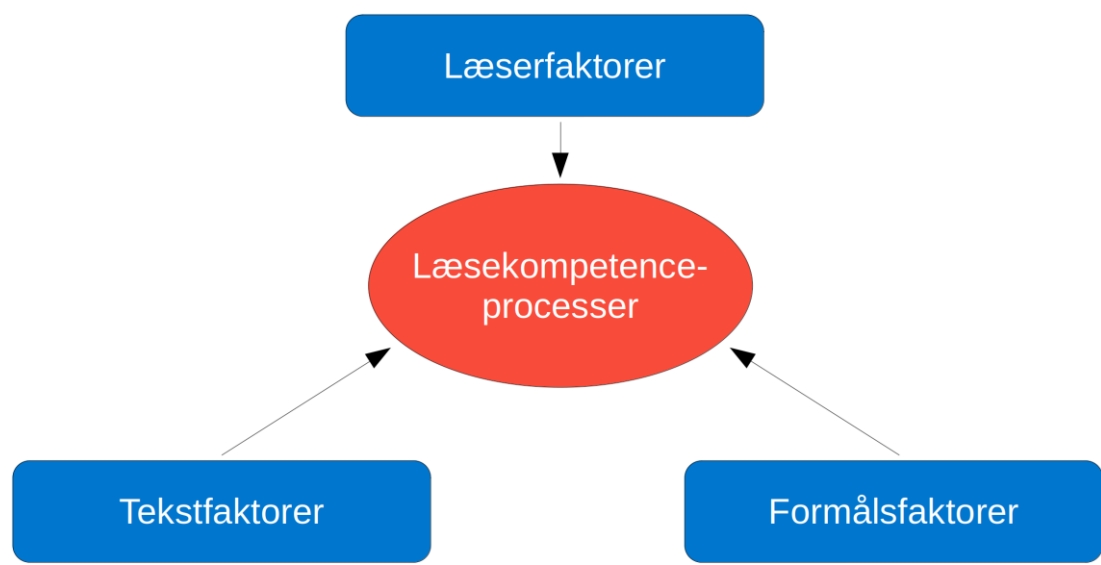 Læserfaktorer
Læsekompetence-
processer
Tekstfaktorer
Formålsfaktorer